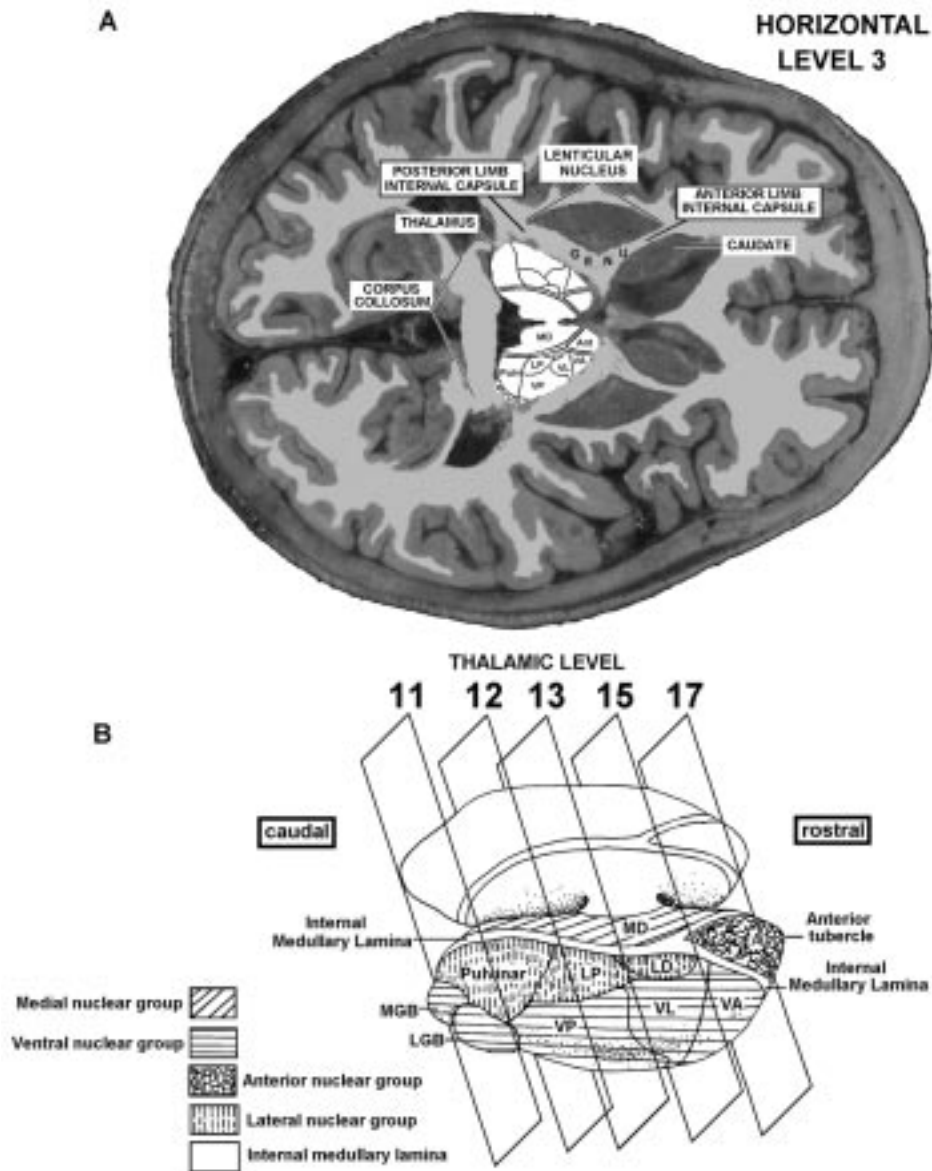 A
HORIZONTAL
LEVEL 3
POSTERIOR LIMB
INTERNAL CAPSULE
LENTICULAR
NUCLEUS
ANTERIOR LIMB
INTERNAL CAPSULE
THALAMUS
CAUDATE
G E N U
CORPUS
COLLOSUM
MD
Ant
Pul
LP
VL
VA
VP
THALAMIC LEVEL
11 12 13 15 17
B
caudal
rostral
Internal
Medullary Lamina
MD
A
Anterior
tubercle
Pulvinar
LP
LD
Internal
Medullary Lamina
MGB
VL
VA
LGB
VP
Medial nuclear group
Ventral nuclear group
Anterior nuclear group
Lateral nuclear group
Internal medullary lamina